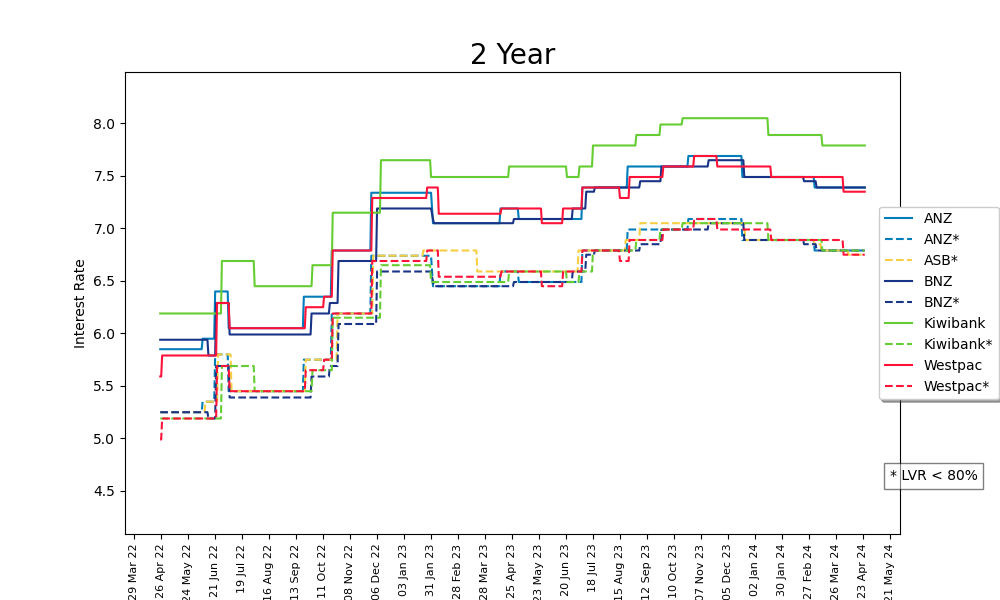 2 Year
Interest Rate
8.0
7.5
7.0
6.5
6.0
5.5
5.0
4.5
29 Mar 22
26 Apr 22
24 May 22
21 Jun 22
19 Jul 22
16 Aug 22
13 Sep 22
11 Oct 22
08 Nov 22
06 Dec 22
03 Jan 23
31 Jan 23
28 Feb 23
28 Mar 23
25 Apr 23
23 May 23
20 Jun 23
18 Jul 23
15 Aug 23
12 Sep 23
10 Oct 23
07 Nov 23
05 Dec 23
02 Jan 24
30 Jan 24
27 Feb 24
26 Mar 24
23 Apr 24
21 May 24
ANZ
ANZ*
ASB*
BNZ
BNZ*
Kiwibank
Kiwibank*
Westpac
Westpac*
* LVR < 80%